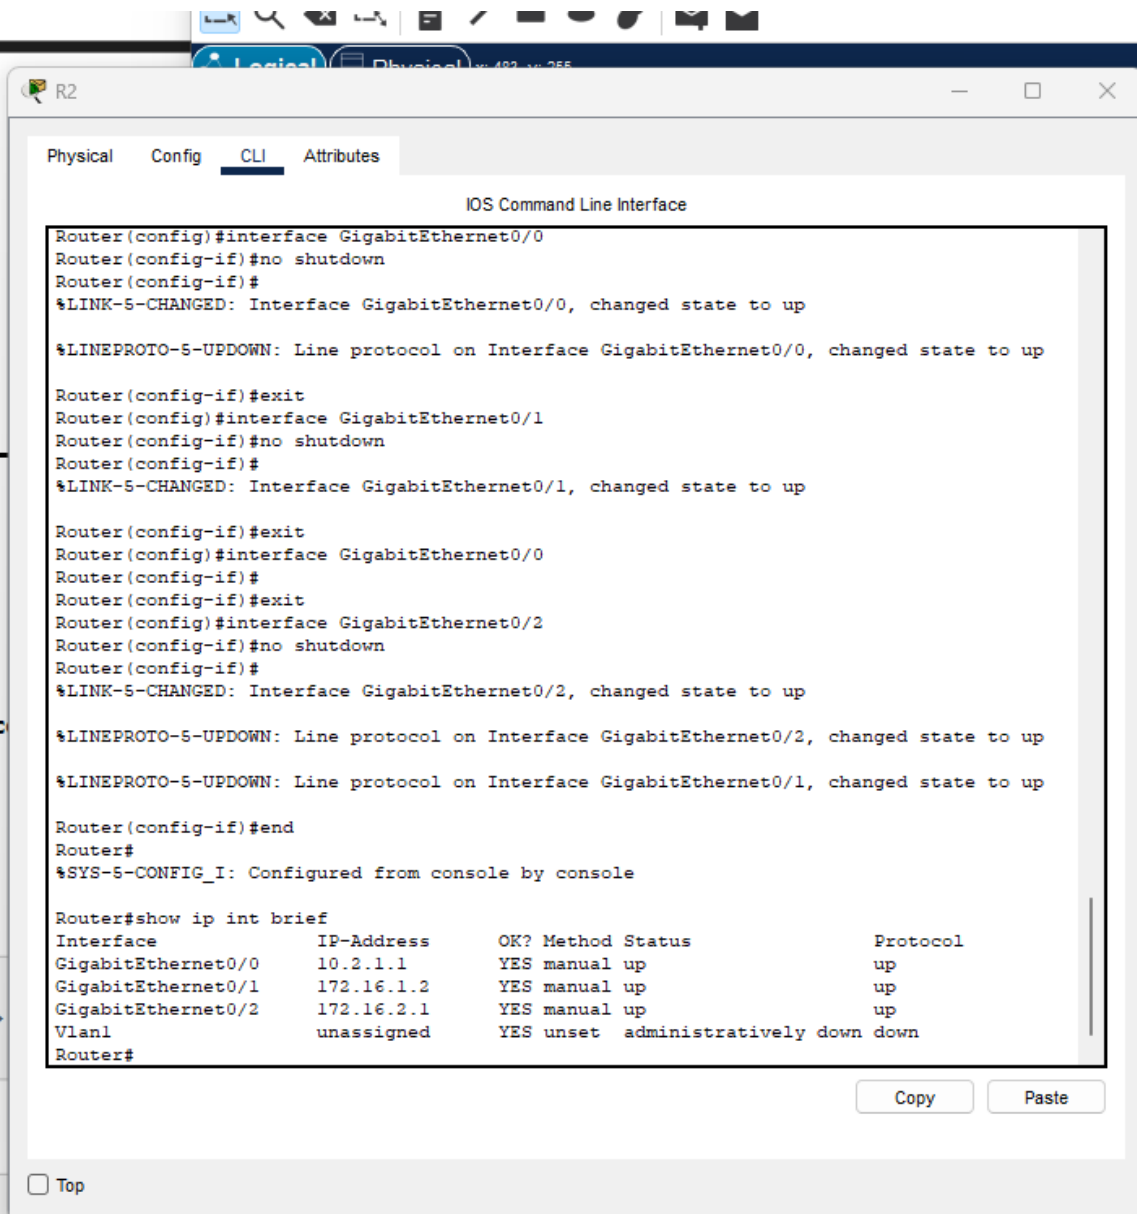 Logical Physical x: 483, y: 255
R2
Physical Config CLI Attributes
IOS Command Line Interface
Router(config)#interface GigabitEthernet0/0
Router(config-if)#no shutdown
Router(config-if)#
%LINK-5-CHANGED: Interface GigabitEthernet0/0, changed state to up
%LINEPROTO-5-UPDOWN: Line protocol on Interface GigabitEthernet0/0, changed state to up
Router(config-if)#exit
Router(config)#interface GigabitEthernet0/1
Router(config-if)#no shutdown
Router(config-if)#
%LINK-5-CHANGED: Interface GigabitEthernet0/1, changed state to up
Router(config-if)#exit
Router(config)#interface GigabitEthernet0/0
Router(config-if)#
Router(config-if)#exit
Router(config)#interface GigabitEthernet0/2
Router(config-if)#no shutdown
Router(config-if)#
%LINK-5-CHANGED: Interface GigabitEthernet0/2, changed state to up
%LINEPROTO-5-UPDOWN: Line protocol on Interface GigabitEthernet0/2, changed state to up
%LINEPROTO-5-UPDOWN: Line protocol on Interface GigabitEthernet0/1, changed state to up
Router(config-if)#end
Router#
%SYS-5-CONFIG_I: Configured from console by console
Router#show ip int brief
Interface IP-Address OK? Method Status Protocol
GigabitEthernet0/0 10.2.1.1 YES manual up up
GigabitEthernet0/1 172.16.1.2 YES manual up up
GigabitEthernet0/2 172.16.2.1 YES manual up up
Vlan1 unassigned YES unset administratively down down
Router#
Copy Paste
Top